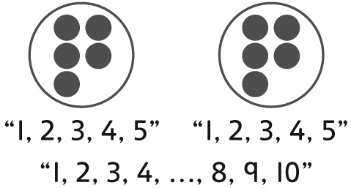 “1, 2, 3, 4, 5” “1, 2, 3, 4, 5”
“1, 2, 3, 4, ..., 8, 9, 10”